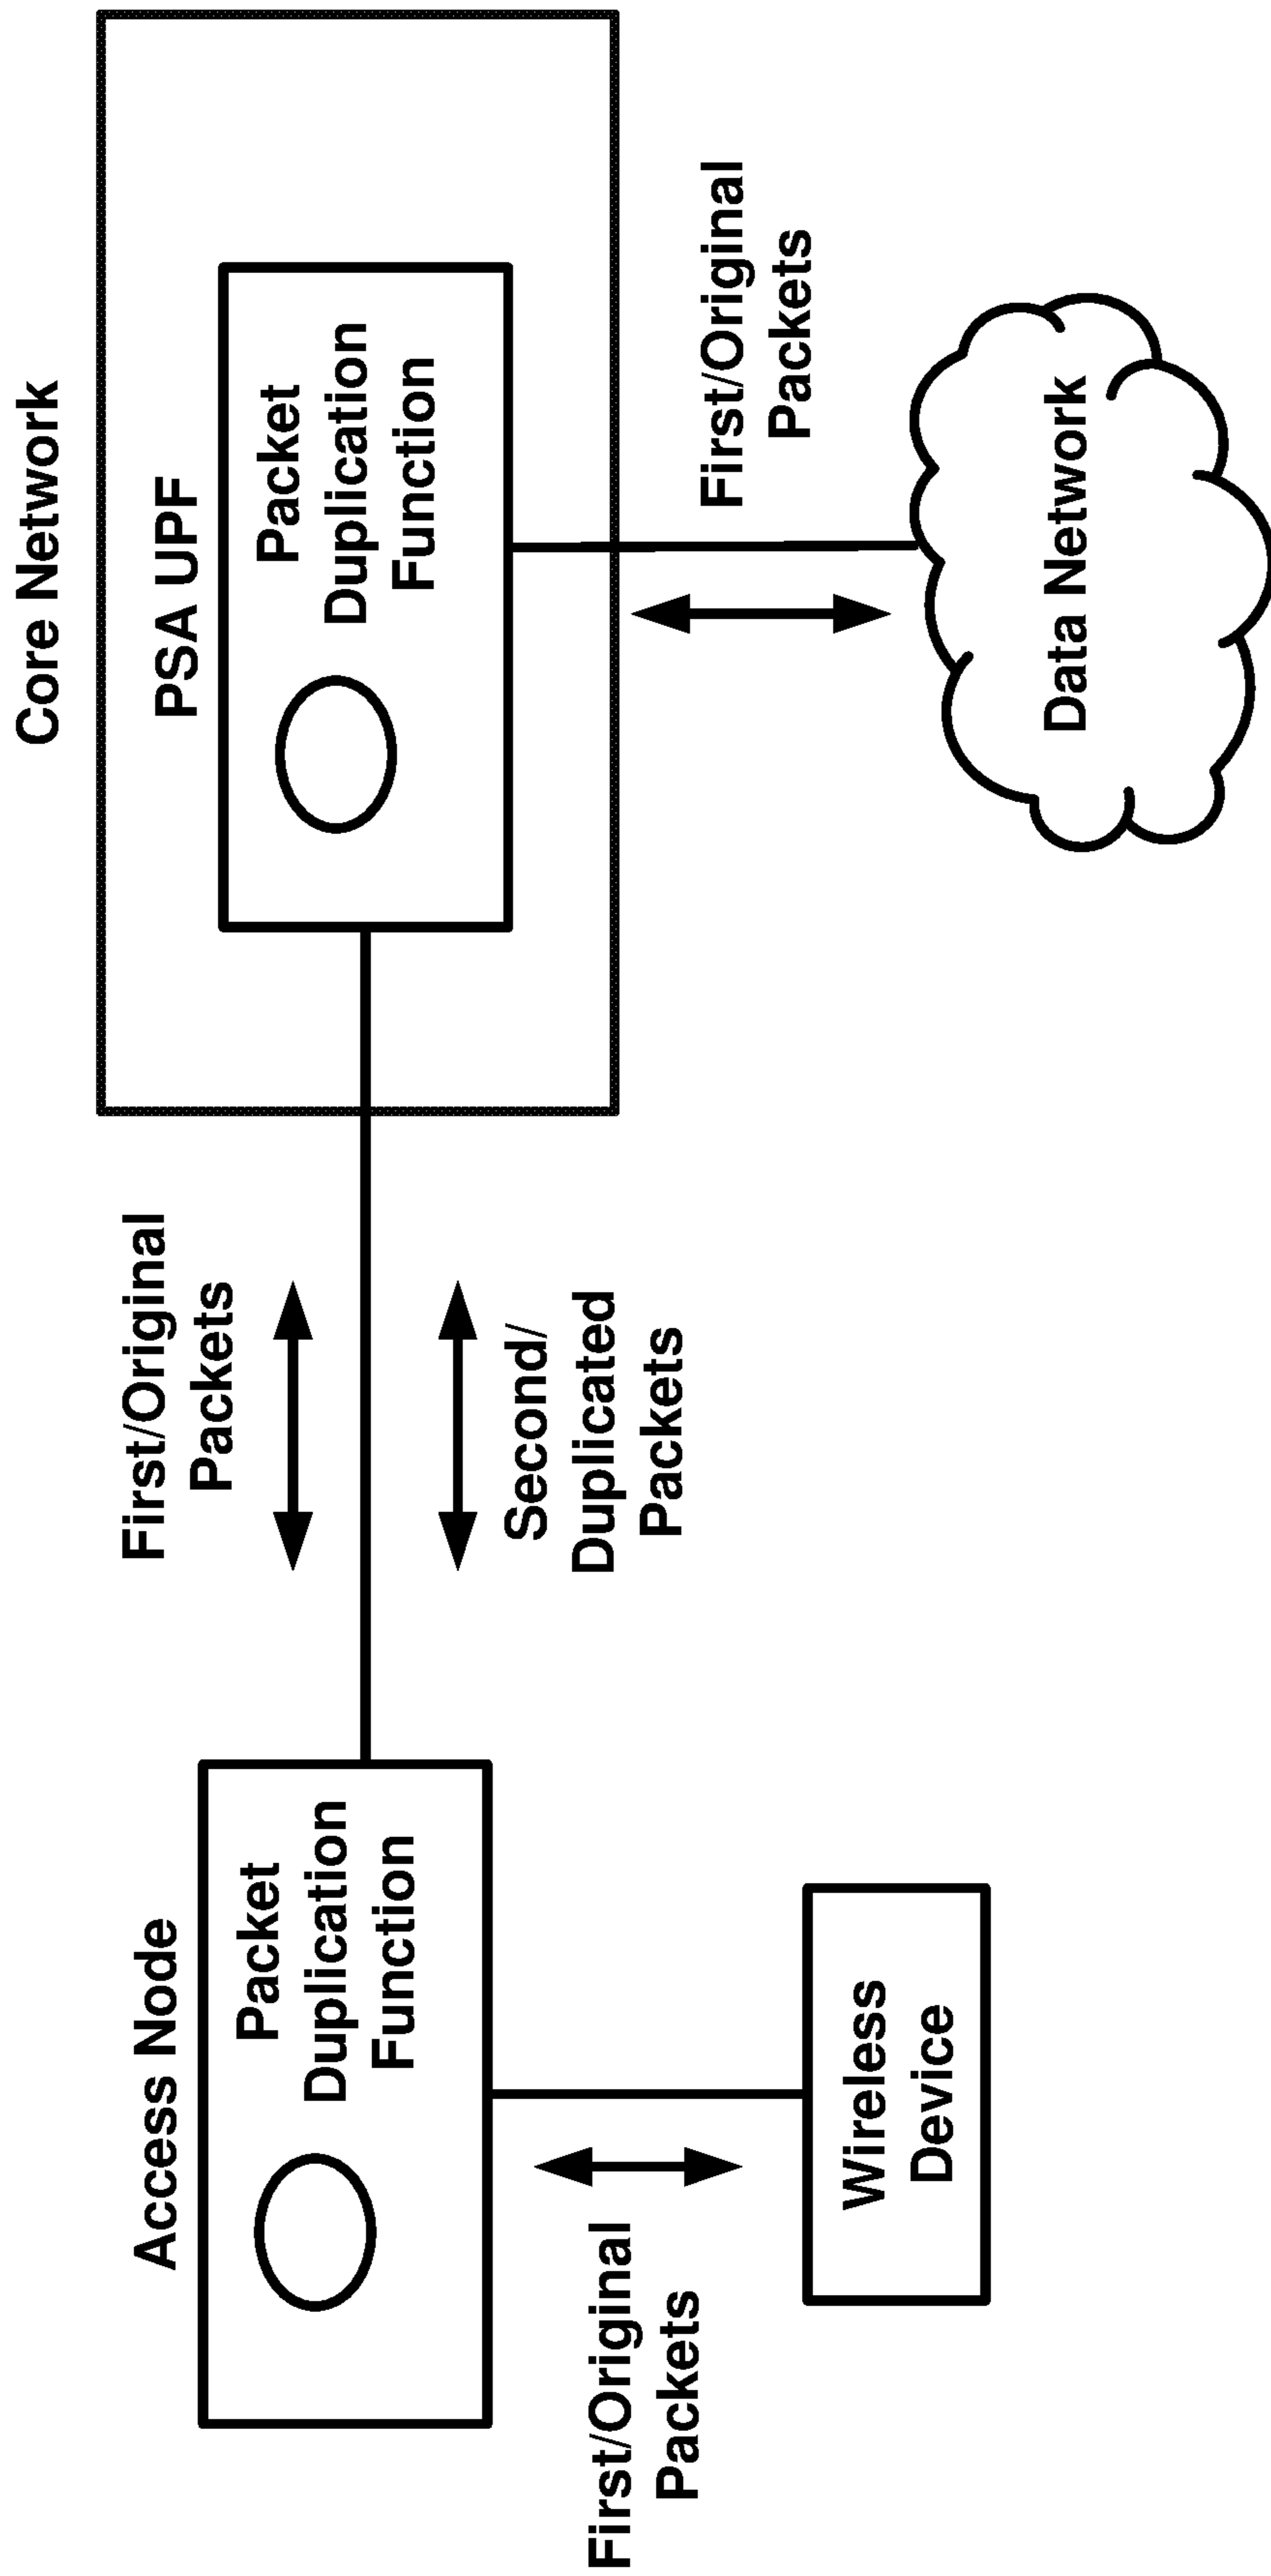 Core Network
PSA UPF
Packet
Duplication
Function
First/Original
Packets
Data Network
First/Original
Packets
Second/
Duplicated
Packets
Access Node
Packet
Duplication
Function
First/Original
Packets
Wireless
Device